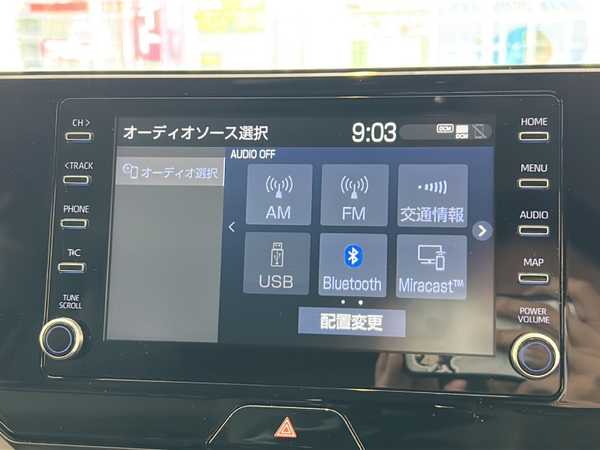 CH >
オーディオソース選択
9:03
DCM
DCM
HOME
<TRACK
オーディオ選択
AUDIO OFF
MENU
AM
FM
交通情報
PHONE
AUDIO
T\C
USB
Bluetooth
Miracast™
MAP
TUNE
SCROLL
配置変更
POWER
VOLUME